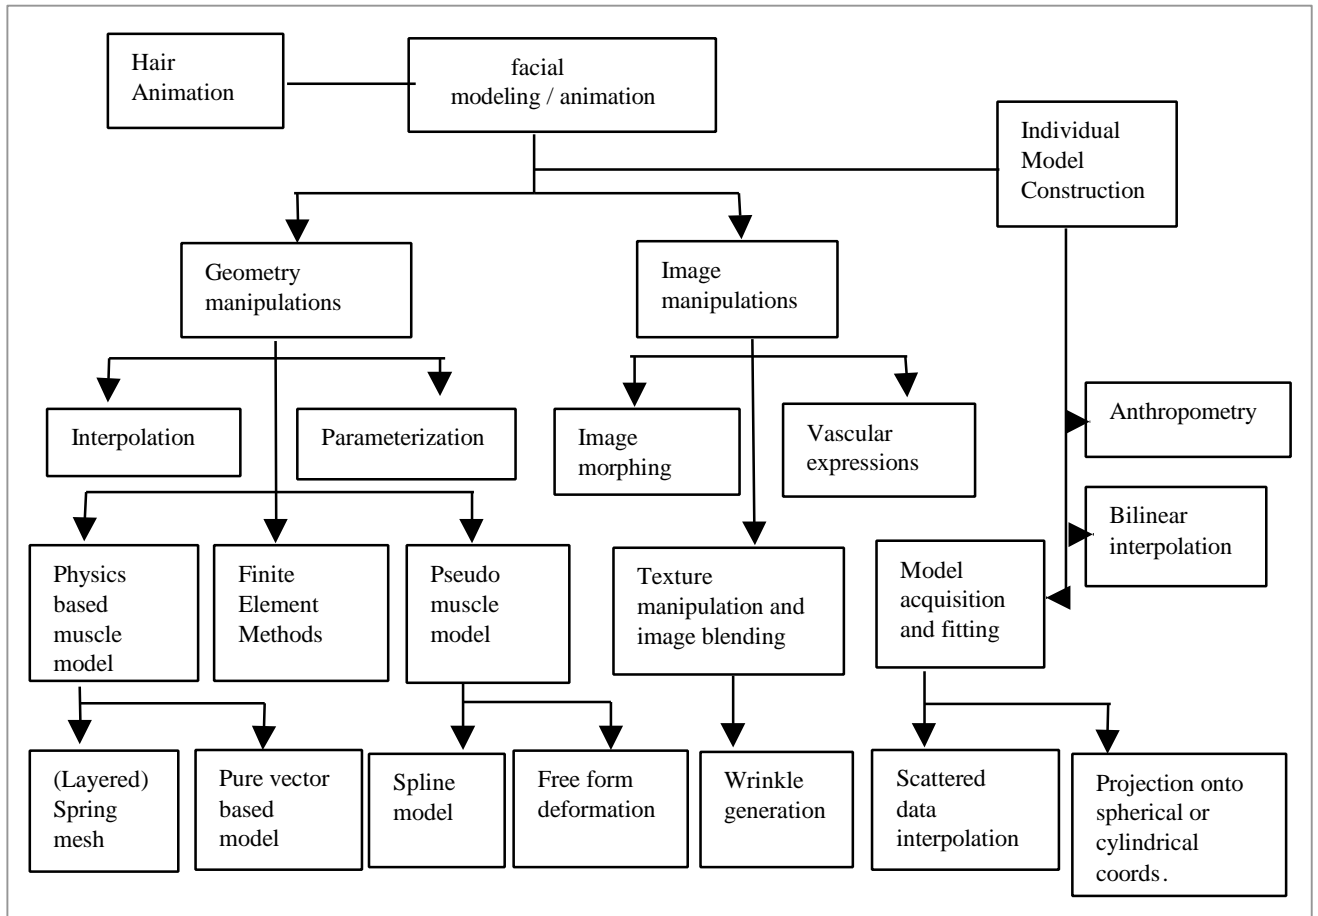 Hair
Animation
facial
modeling / animation
Individual
Model
Construction
Geometry
manipulations
Image
manipulations
Interpolation
Parameterization
Image
morphing
Vascular
expressions
Anthropometry
Bilinear
interpolation
Physics
based
muscle
model
Finite
Element
Methods
Pseudo
muscle
model
Texture
manipulation and
image blending
Model
acquisition
and fitting
(Layered)
Spring
mesh
Pure vector
based
model
Spline
model
Free form
deformation
Wrinkle
generation
Scattered
data
interpolation
Projection onto
spherical or
cylindrical
coords.